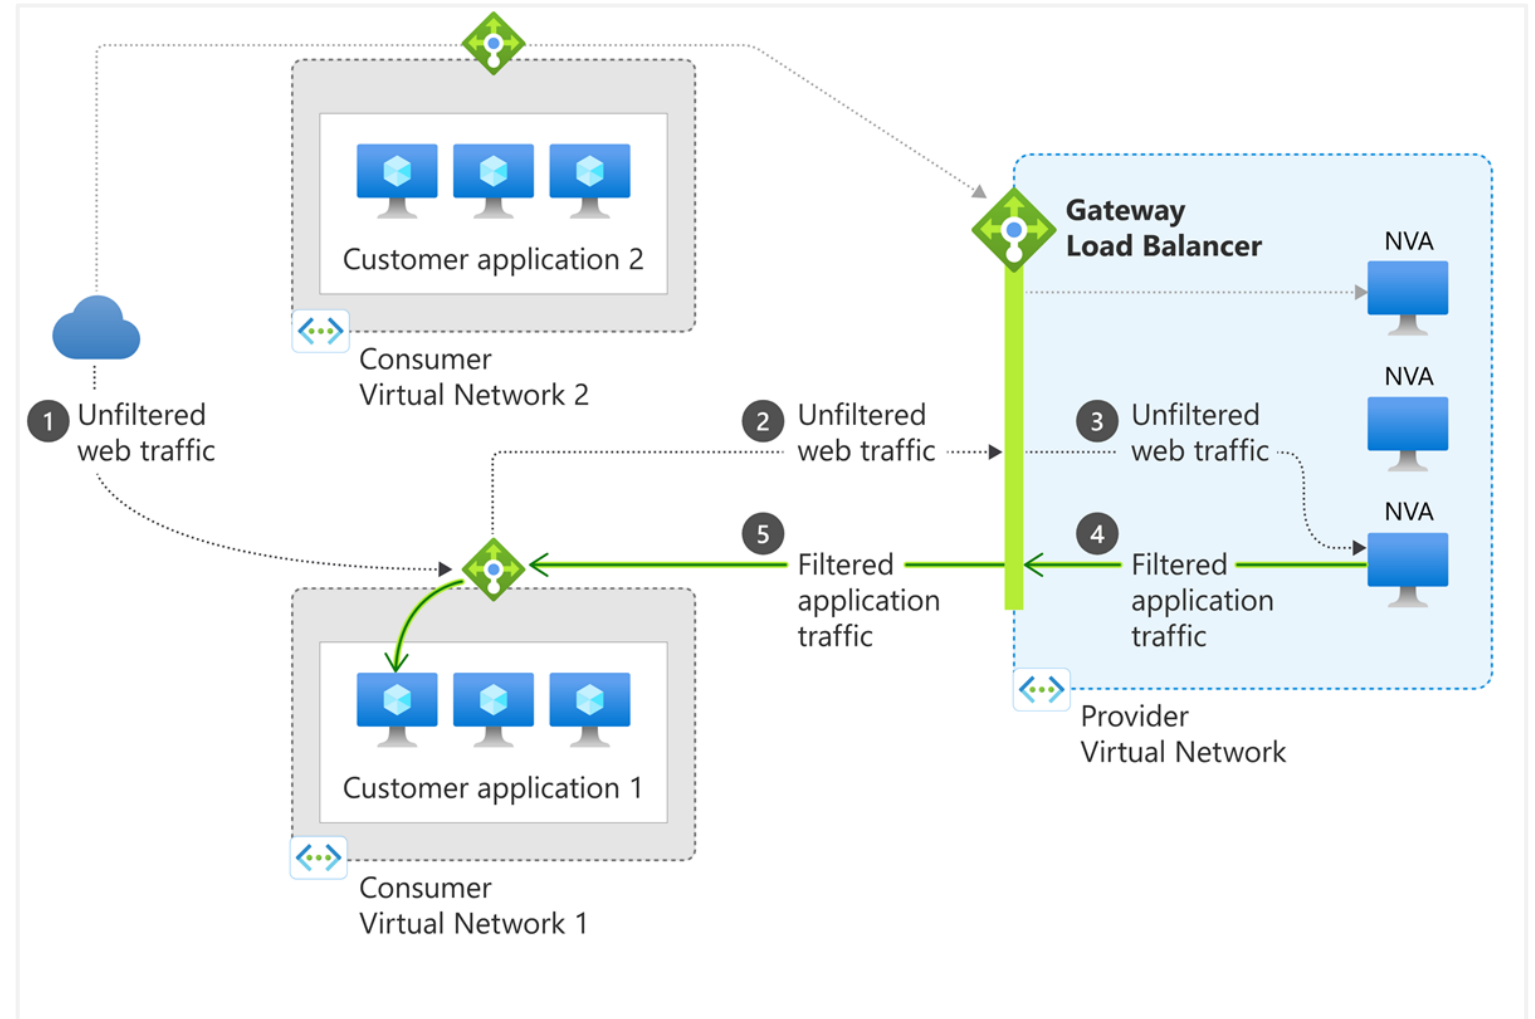 Customer application 2
Consumer
Virtual Network 2
Gateway
Load Balancer
NVA
NVA
NVA
1
Unfiltered
web traffic
2
Unfiltered
web traffic
3
Unfiltered
web traffic
4
Filtered
application
traffic
5
Filtered
application
traffic
Customer application 1
Consumer
Virtual Network 1
Provider
Virtual Network